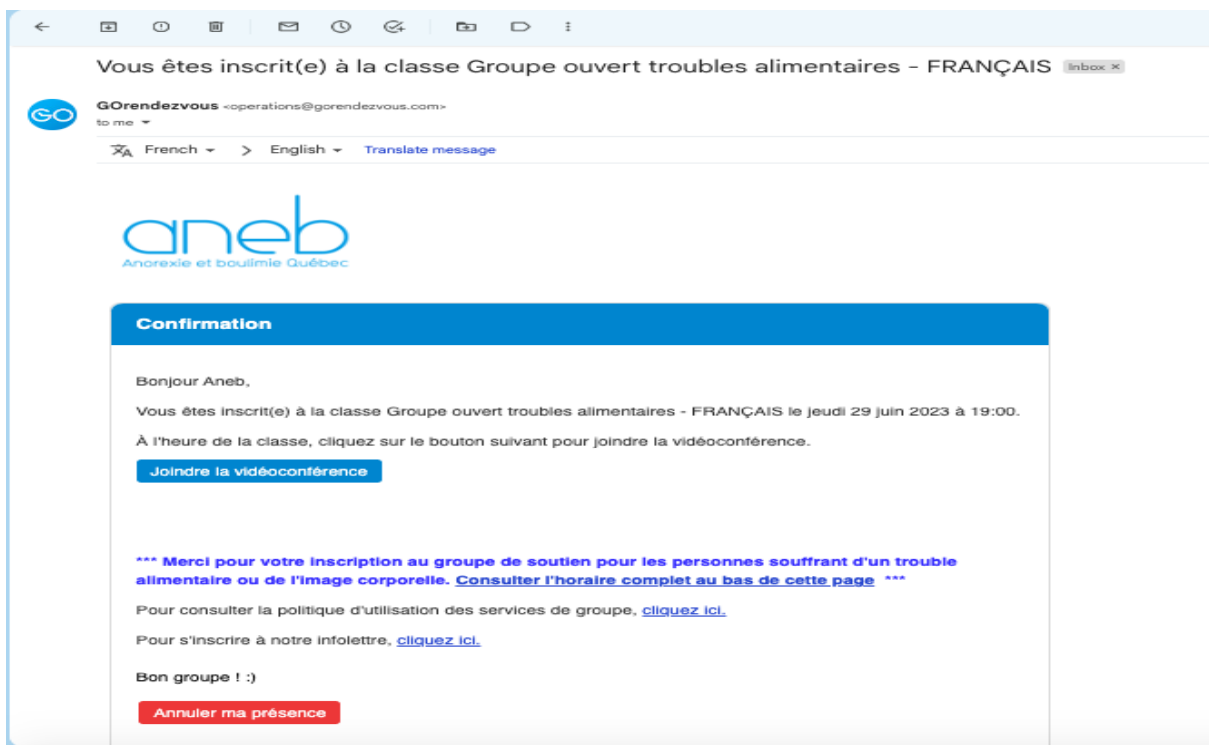 Vous êtes inscrit(e) à la classe Groupe ouvert troubles alimentaires - FRANÇAIS Inbox ×
GO
GOrendezvous <operations@gorendezvous.com>
to me
French > English Translate message
aneb
Anorexie et boulimie Québec
Confirmation
Bonjour Aneb,
Vous êtes inscrit(e) à la classe Groupe ouvert troubles alimentaires - FRANÇAIS le jeudi 29 juin 2023 à 19:00.
À l'heure de la classe, cliquez sur le bouton suivant pour joindre la vidéoconférence.
Joindre la vidéoconférence
*** Merci pour votre inscription au groupe de soutien pour les personnes souffrant d'un trouble
alimentaire ou de l'image corporelle. Consulter l'horaire complet au bas de cette page ***
Pour consulter la politique d'utilisation des services de groupe, cliquez ici.
Pour s'inscrire à notre infolettre, cliquez ici.
Bon groupe ! :)
Annuler ma présence